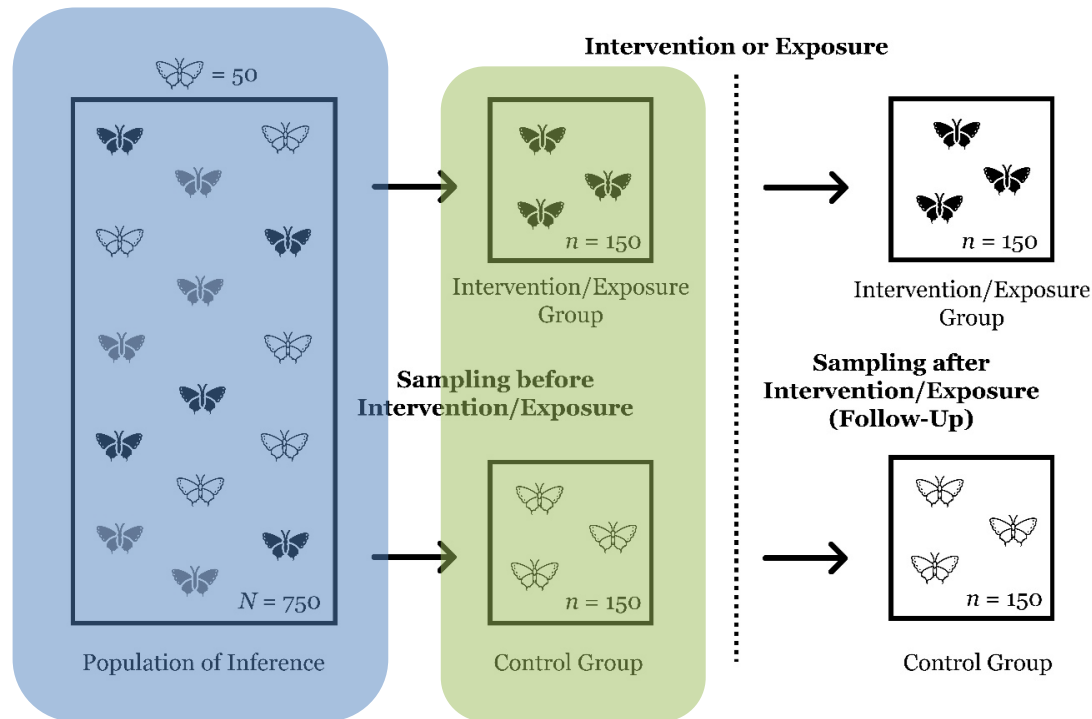 Intervention or Exposure
= 50
n = 150
Intervention/Exposure
Group
n = 150
Intervention/Exposure
Group
Sampling before
Intervention/Exposure
Sampling after
Intervention/Exposure
(Follow-Up)
N = 750
Population of Inference
n = 150
Control Group
n = 150
Control Group